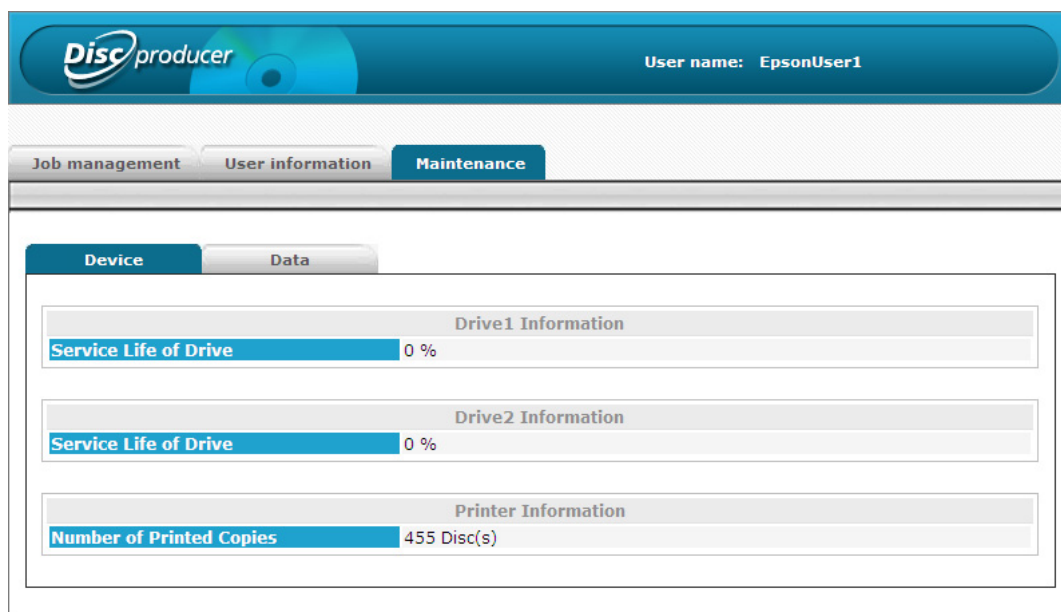 Disc producer
User name: EpsonUser1
Job management User information Maintenance
Device Data
Drive1 Information
Service Life of Drive 0 %
Drive2 Information
Service Life of Drive 0 %
Printer Information
Number of Printed Copies 455 Disc(s)